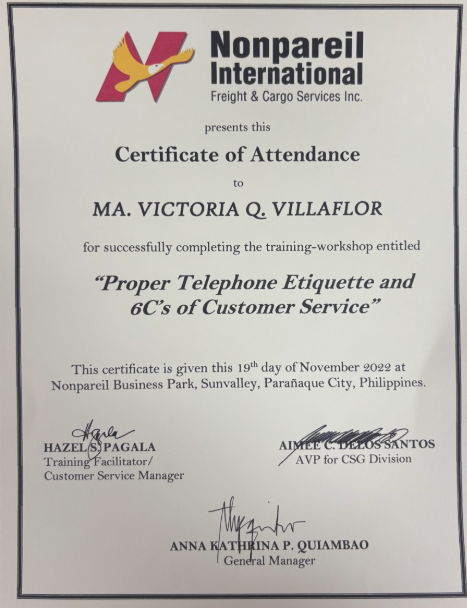 Nonpareil
International
Freight & Cargo Services Inc.
presents this
Certificate of Attendance
to
MA. VICTORIA Q. VILLAFLOR
for successfully completing the training-workshop entitled
“Proper Telephone Etiquette and
6C’s of Customer Service”
This certificate is given this 19th day of November 2022 at
Nonpareil Business Park, Sunvalley, Parañaque City, Philippines.
HAZEL S. PAGALA
Training Facilitator/
Customer Service Manager
AIMEE C. DELOS SANTOS
AVP for CSG Division
ANNA KATHRINA P. QUIAMBAO
General Manager